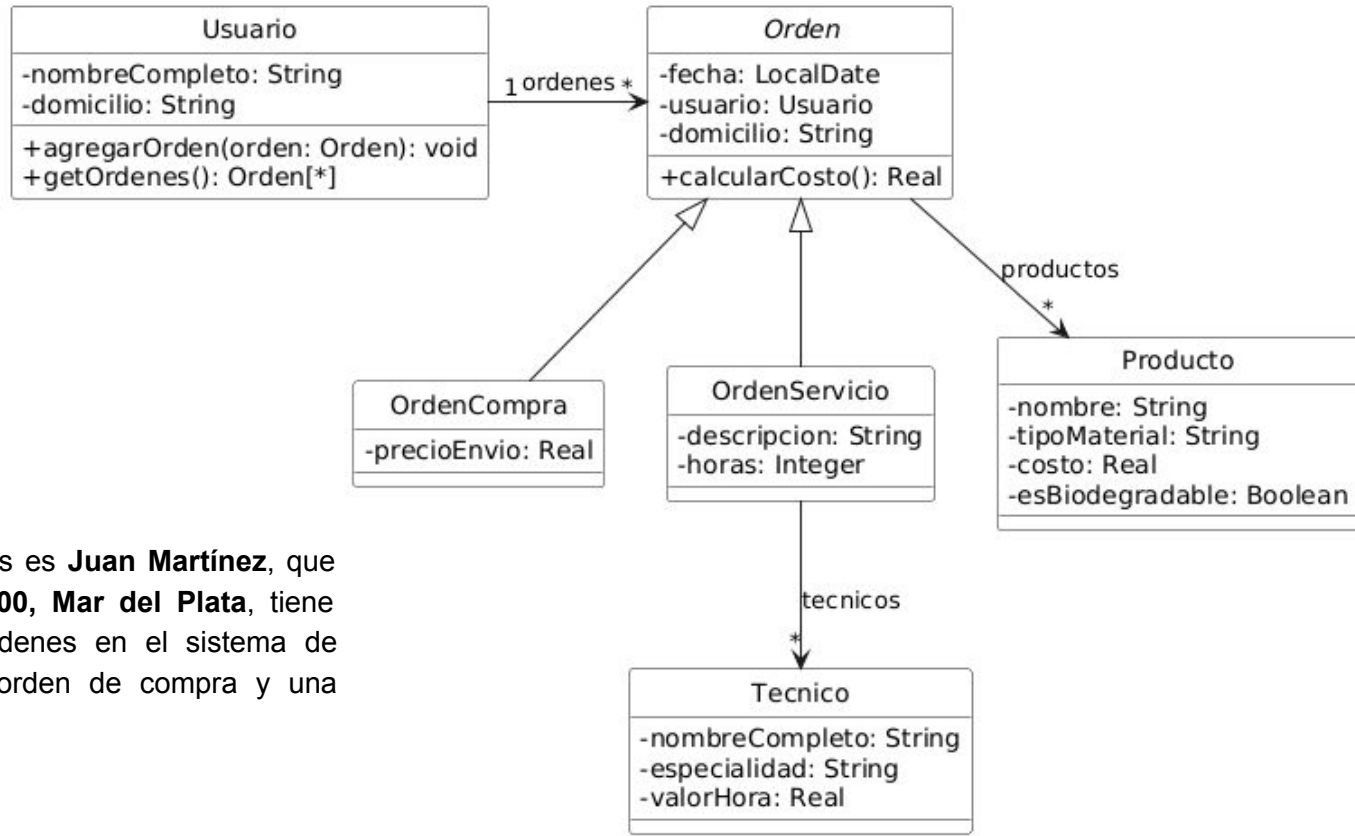 Usuario
-nombreCompleto: String
-domicilio: String
+agregarOrden(orden: Orden): void
+getOrdenes(): Orden[*]
1 ordenes *
Orden
-fecha: LocalDate
-usuario: Usuario
-domicilio: String
+calcularCosto(): Real
productos
*
OrdenCompra
-precioEnvio: Real
OrdenServicio
-descripcion: String
-horas: Integer
Producto
-nombre: String
-tipoMaterial: String
-costo: Real
-esBiodegradable: Boolean
s es Juan Martínez, que
00, Mar del Plata, tiene
denes en el sistema de
orden de compra y una
tecnicos
*
Tecnico
-nombreCompleto: String
-especialidad: String
-valorHora: Real